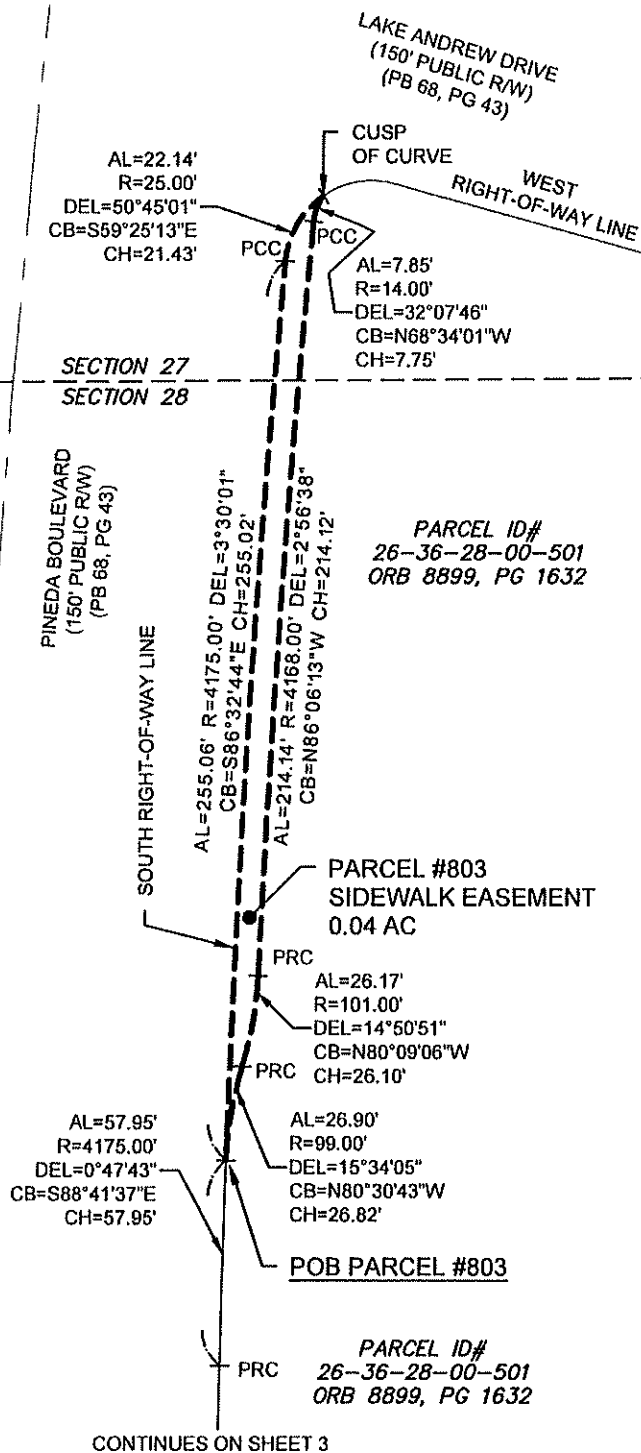 LAKE ANDREW DRIVE
(150' PUBLIC R/W)
(PB 68, PG 43)
CUSP
OF CURVE
WEST
RIGHT-OF-WAY LINE
AL=22.14'
R=25.00'
DEL=50°45'01"
CB=S59°25'13"E
CH=21.43'
PCC
PCC
AL=7.85'
R=14.00'
DEL=32°07'46"
CB=N68°34'01"W
CH=7.75'
SECTION 27
SECTION 28
PINEDA BOULEVARD
(150' PUBLIC R/W)
(PB 68, PG 43)
SOUTH RIGHT-OF-WAY LINE
AL=255.06' R=4175.00' DEL=3°30'01"
CB=S86°32'44"E CH=255.02'
AL=214.14' R=4168.00' DEL=2°56'38"
CB=N86°06'13"W CH=214.12'
PARCEL ID#
26-36-28-00-501
ORB 8899, PG 1632
PARCEL #803
SIDEWALK EASEMENT
0.04 AC
PRC
AL=26.17'
R=101.00'
DEL=14°50'51"
CB=N80°09'06"W
CH=26.10'
PRC
AL=57.95'
R=4175.00'
DEL=0°47'43"
CB=S88°41'37"E
CH=57.95'
AL=26.90'
R=99.00'
DEL=15°34'05"
CB=N80°30'43"W
CH=26.82'
POB PARCEL #803
PRC
PARCEL ID#
26-36-28-00-501
ORB 8899, PG 1632
CONTINUES ON SHEET 3